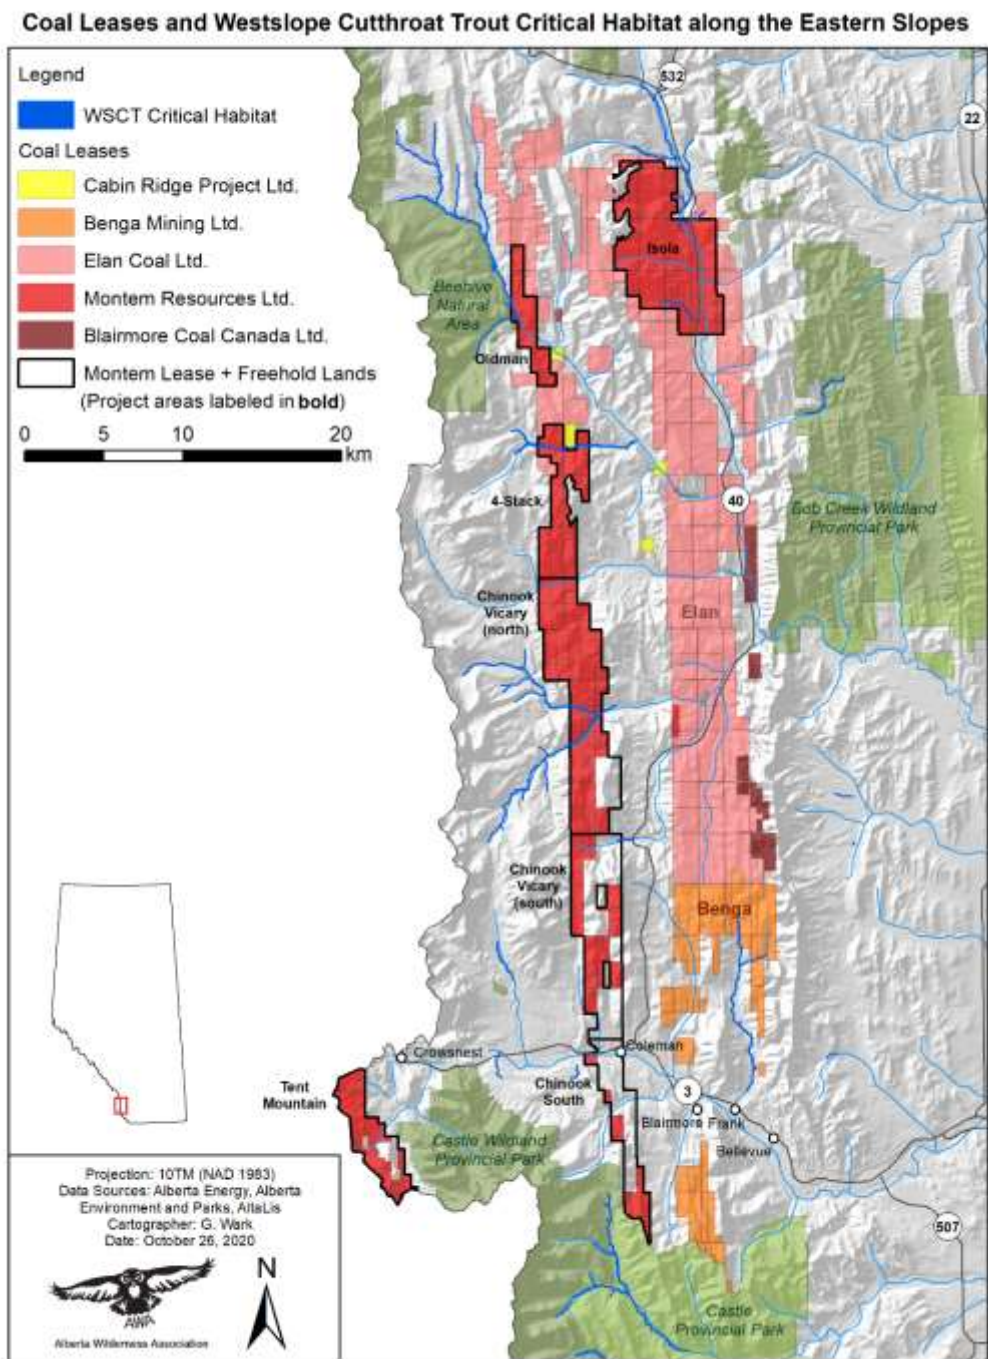 Coal Leases and Westslope Cutthroat Trout Critical Habitat along the Eastern Slopes
Legend
WSCT Critical Habitat
Coal Leases
Cabin Ridge Project Ltd.
Benga Mining Ltd.
Elan Coal Ltd.
Montem Resources Ltd.
Blairmore Coal Canada Ltd.
Montem Lease + Freehold Lands
(Project areas labeled in bold)
0 5 10 20
km
532
22
Isola
Beehive
Natural
Area
Oldman
4-Stack
40
Bob Creek Wildland
Provincial Park
Chinook
Vicary
(north)
Elan
Chinook
Vicary
(south)
Benga
Crowsnest
Coleman
Tent
Mountain
Chinook
South
3
Blairmore Frank
Bellevue
Castle Wildland
Provincial Park
507
Castle
Provincial Park
Projection: 10TM (NAD 1983)
Data Sources: Alberta Energy, Alberta
Environment and Parks, AltaLis
Cartographer: G. Wark
Date: October 26, 2020
AWA
Alberta Wilderness Association
N